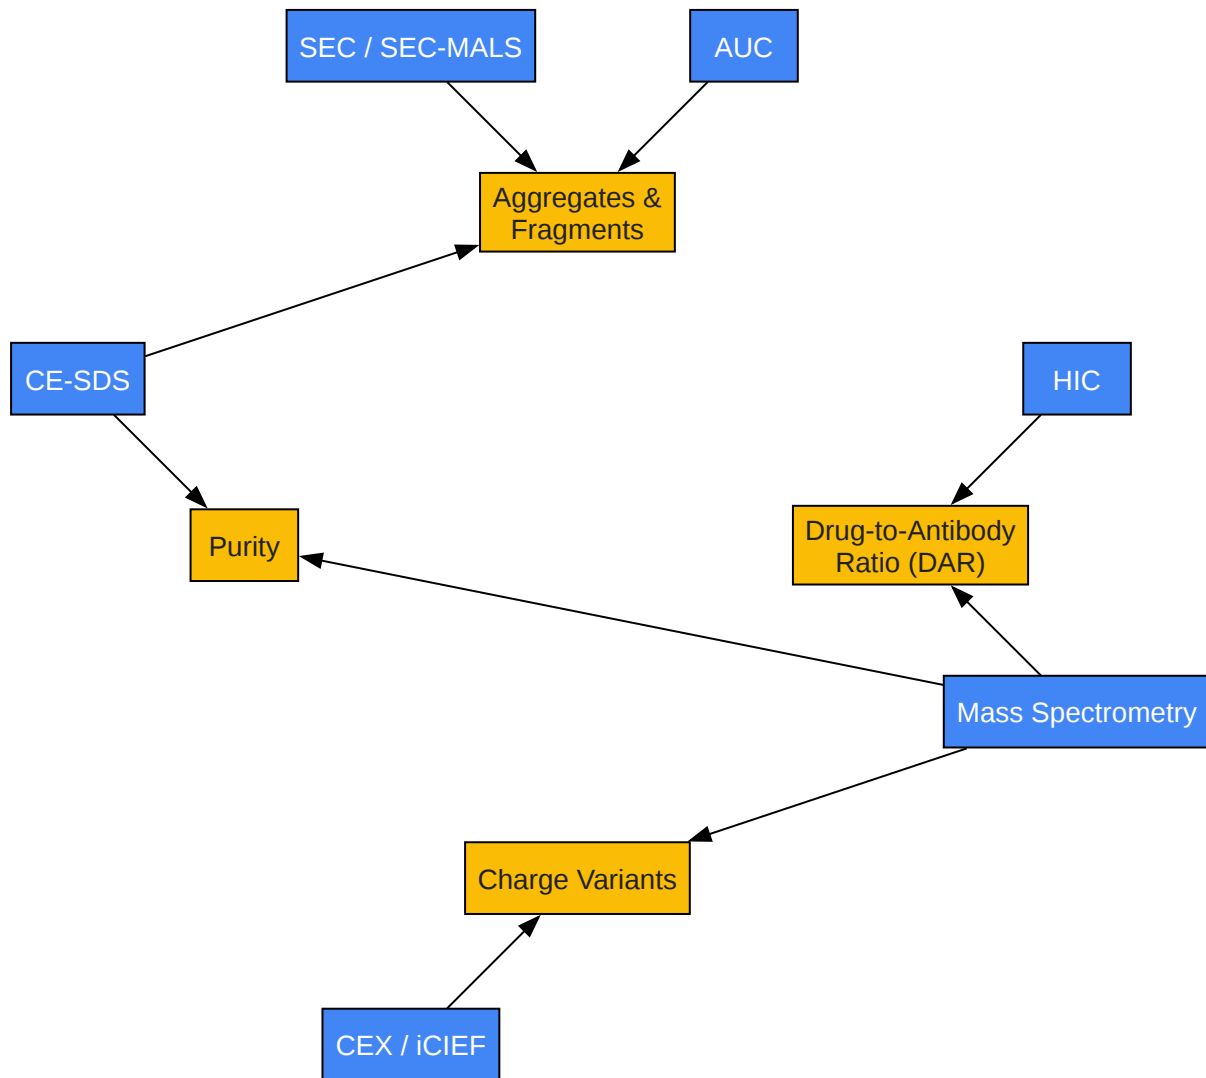 SEC / SEC-MALS
AUC
Aggregates &
Fragments
CE-SDS
HIC
Purity
Drug-to-Antibody
Ratio (DAR)
Mass Spectrometry
Charge Variants
CEX / iCIEF